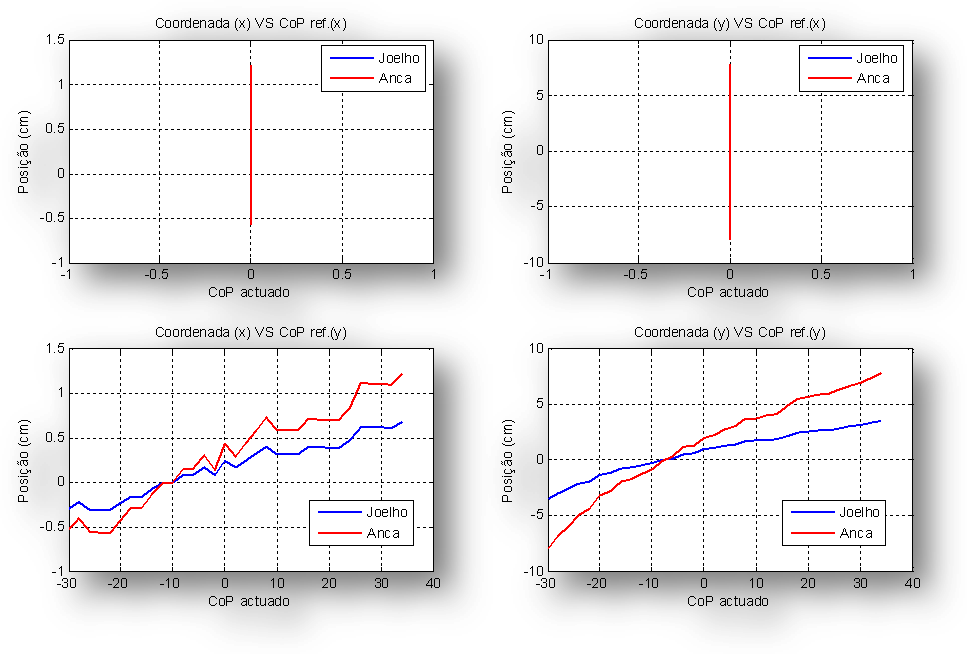 Coordenada (x) VS CoP ref.(x)
1.5
1
0.5
0
-0.5
-1
-1
-0.5
0
0.5
1
Posição (cm)
CoP actuado
Joelho
Anca
Coordenada (y) VS CoP ref.(x)
10
5
0
-5
-10
-1
-0.5
0
0.5
1
Posição (cm)
CoP actuado
Joelho
Anca
Coordenada (x) VS CoP ref.(y)
1.5
1
0.5
0
-0.5
-1
-30
-20
-10
0
10
20
30
40
Posição (cm)
CoP actuado
Joelho
Anca
Coordenada (y) VS CoP ref.(y)
10
5
0
-5
-10
-30
-20
-10
0
10
20
30
40
Posição (cm)
CoP actuado
Joelho
Anca